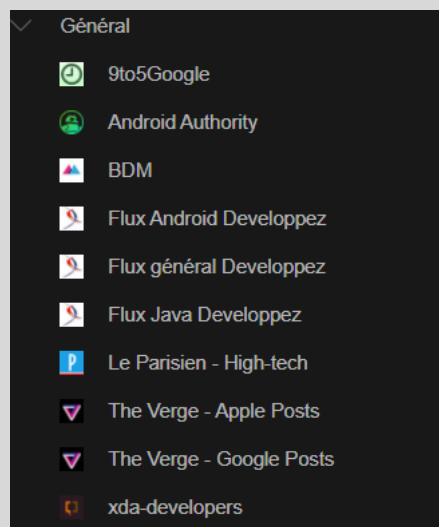 Général
9to5Google
Android Authority
BDM
Flux Android Developpez
Flux général Developpez
Flux Java Developpez
Le Parisien - High-tech
The Verge - Apple Posts
The Verge - Google Posts
xda-developers